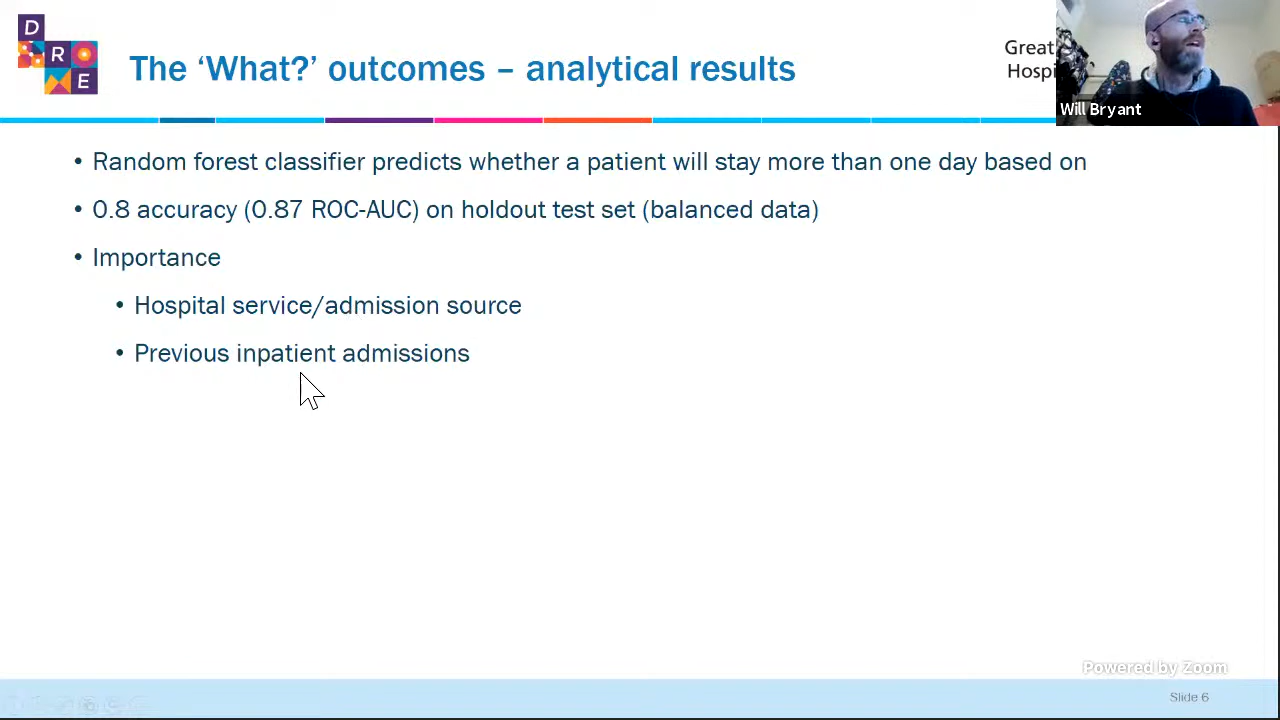 D
R
E
The ‘What?’ outcomes – analytical results
Great
Hospi
Will Bryant
• Random forest classifier predicts whether a patient will stay more than one day based on
• 0.8 accuracy (0.87 ROC-AUC) on holdout test set (balanced data)
• Importance
• Hospital service/admission source
• Previous inpatient admissions
Powered by Zoom
Slide 6